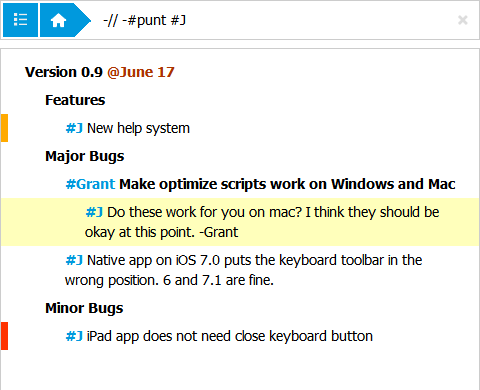 -// -#punt #J
Version 0.9 @June 17
Features
#J New help system
Major Bugs
#Grant Make optimize scripts work on Windows and Mac
#J Do these work for you on mac? I think they should be
okay at this point. -Grant
#J Native app on iOS 7.0 puts the keyboard toolbar in the
wrong position. 6 and 7.1 are fine.
Minor Bugs
#J iPad app does not need close keyboard button